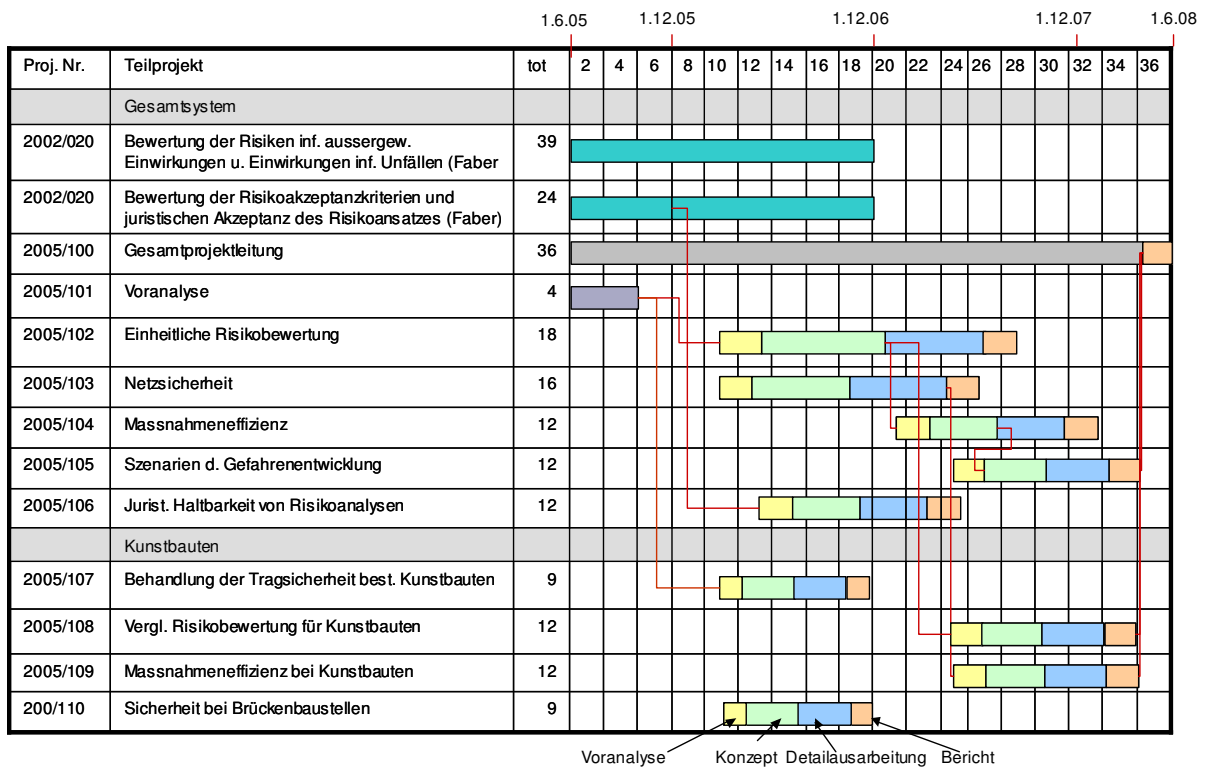 1.6.05 1.12.05 1.12.06 1.12.07 1.6.08
Proj. Nr. Teilprojekt tot 2 4 6 8 10 12 14 16 18 20 22 24 26 28 30 32 34 36
Gesamtsystem
2002/020 Bewertung der Risiken inf. aussergew. 39
Einwirkungen u. Einwirkungen inf. Unfällen (Faber
2002/020 Bewertung der Risikoakzeptanzkriterien und 24
juristischen Akzeptanz des Risikoansatzes (Faber)
2005/100 Gesamtprojektleitung 36
2005/101 Voranalyse 4
2005/102 Einheitliche Risikobewertung 18
2005/103 Netzsicherheit 16
2005/104 Massnahmeneffizienz 12
2005/105 Szenarien d. Gefahrenentwicklung 12
2005/106 Jurist. Haltbarkeit von Risikoanalysen 12
Kunstbauten
2005/107 Behandlung der Tragsicherheit best. Kunstbauten 9
2005/108 Vergl. Risikobewertung für Kunstbauten 12
2005/109 Massnahmeneffizienz bei Kunstbauten 12
200/110 Sicherheit bei Brückenbaustellen 9
Voranalyse Konzept Detailausarbeitung Bericht